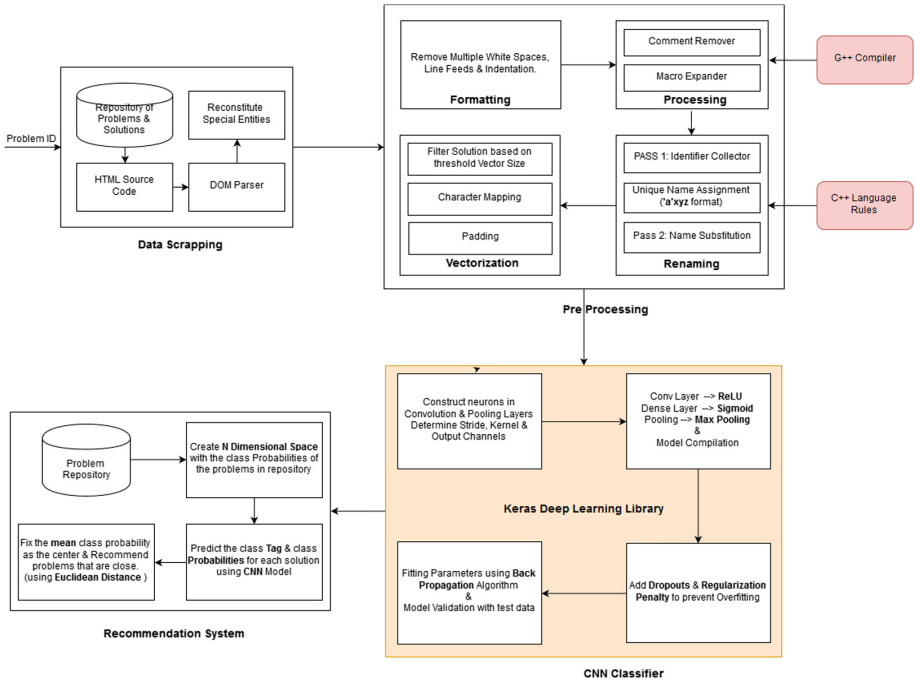 Problem ID
Repository of
Problems &
Solutions
Reconstitute
Special Entities
HTML Source
Code
DOM Parser
Data Scrapping
Remove Multiple White Spaces,
Line Feeds & Indentation.
Formatting
Comment Remover
Macro Expander
Processing
G++ Compiler
Filter Solution based on
threshold Vector Size
Character Mapping
Padding
Vectorization
PASS 1: Identifier Collector
Unique Name Assignment
('a'xyz format)
Pass 2: Name Substitution
Renaming
C++ Language
Rules
Pre Processing
Construct neurons in
Convolution & Pooling Layers
Determine Stride, Kernel &
Output Channels
Conv Layer --> ReLU
Dense Layer --> Sigmoid
Pooling --> Max Pooling
&
Model Compilation
Keras Deep Learning Library
Fitting Parameters using Back
Propagation Algorithm
&
Model Validation with test data
Add Dropouts & Regularization
Penalty to prevent Overfitting
CNN Classifier
Problem
Repository
Create N Dimensional Space
with the class Probabilities of
the problems in repository
Fix the mean class probability
as the center & Recommend
problems that are close.
(using Euclidean Distance )
Predict the class Tag & class
Probabilities for each solution
using CNN Model
Recommendation System